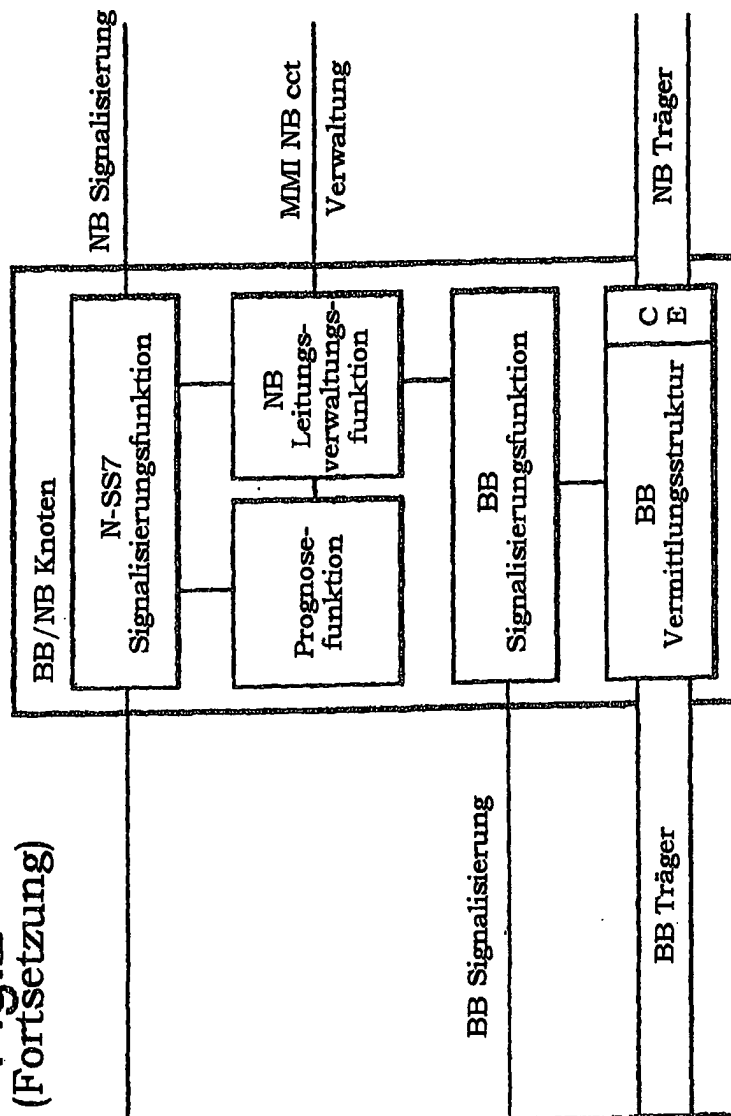 (Fortsetzung)
BB/NB Knoten
N-SS7
Signalisierungsfunktion
NB Signalisierung
Prognose-
funktion
NB
Leitungs-
verwaltungs-
funktion
MMI NB cct
Verwaltung
BB Signalisierung
BB
Signalisierungsfunktion
BB Träger
BB
Vermittlungsstruktur
C
E
NB Träger